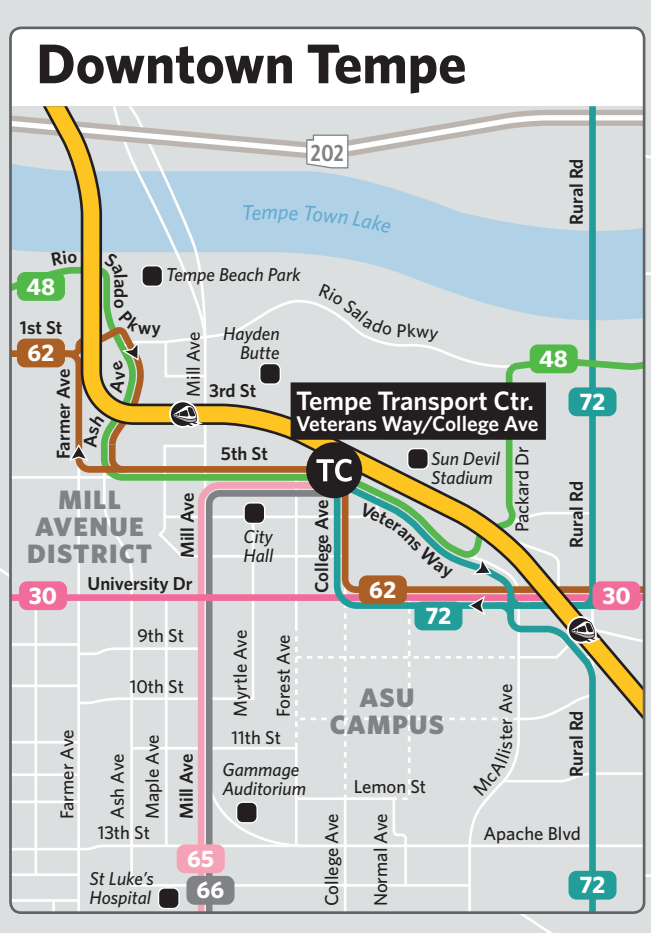 Downtown Tempe
202
Rural Rd
Tempe Town Lake
Rio
Salado
Pkwy
48
Tempe Beach Park
Rio Salado Pkwy
1st St
62
Hayden
Butte
Mill Ave
48
Farmer Ave
Ash
Ave
3rd St
72
Tempe Transport Ctr.
Veterans Way/College Ave
TC
5th St
Sun Devil
Stadium
Packard Dr
Rural Rd
MILL
AVENUE
DISTRICT
Mill Ave
City
Hall
College Ave
Veterans Way
University Dr
30
62
30
72
9th St
Myrtle Ave
Forest Ave
10th St
ASU
CAMPUS
McAllister Ave
Rural Rd
11th St
Farmer Ave
Ash Ave
Maple Ave
Mill Ave
Gammage
Auditorium
Lemon St
13th St
College Ave
Normal Ave
Apache Blvd
65
St Luke's
Hospital
66
72